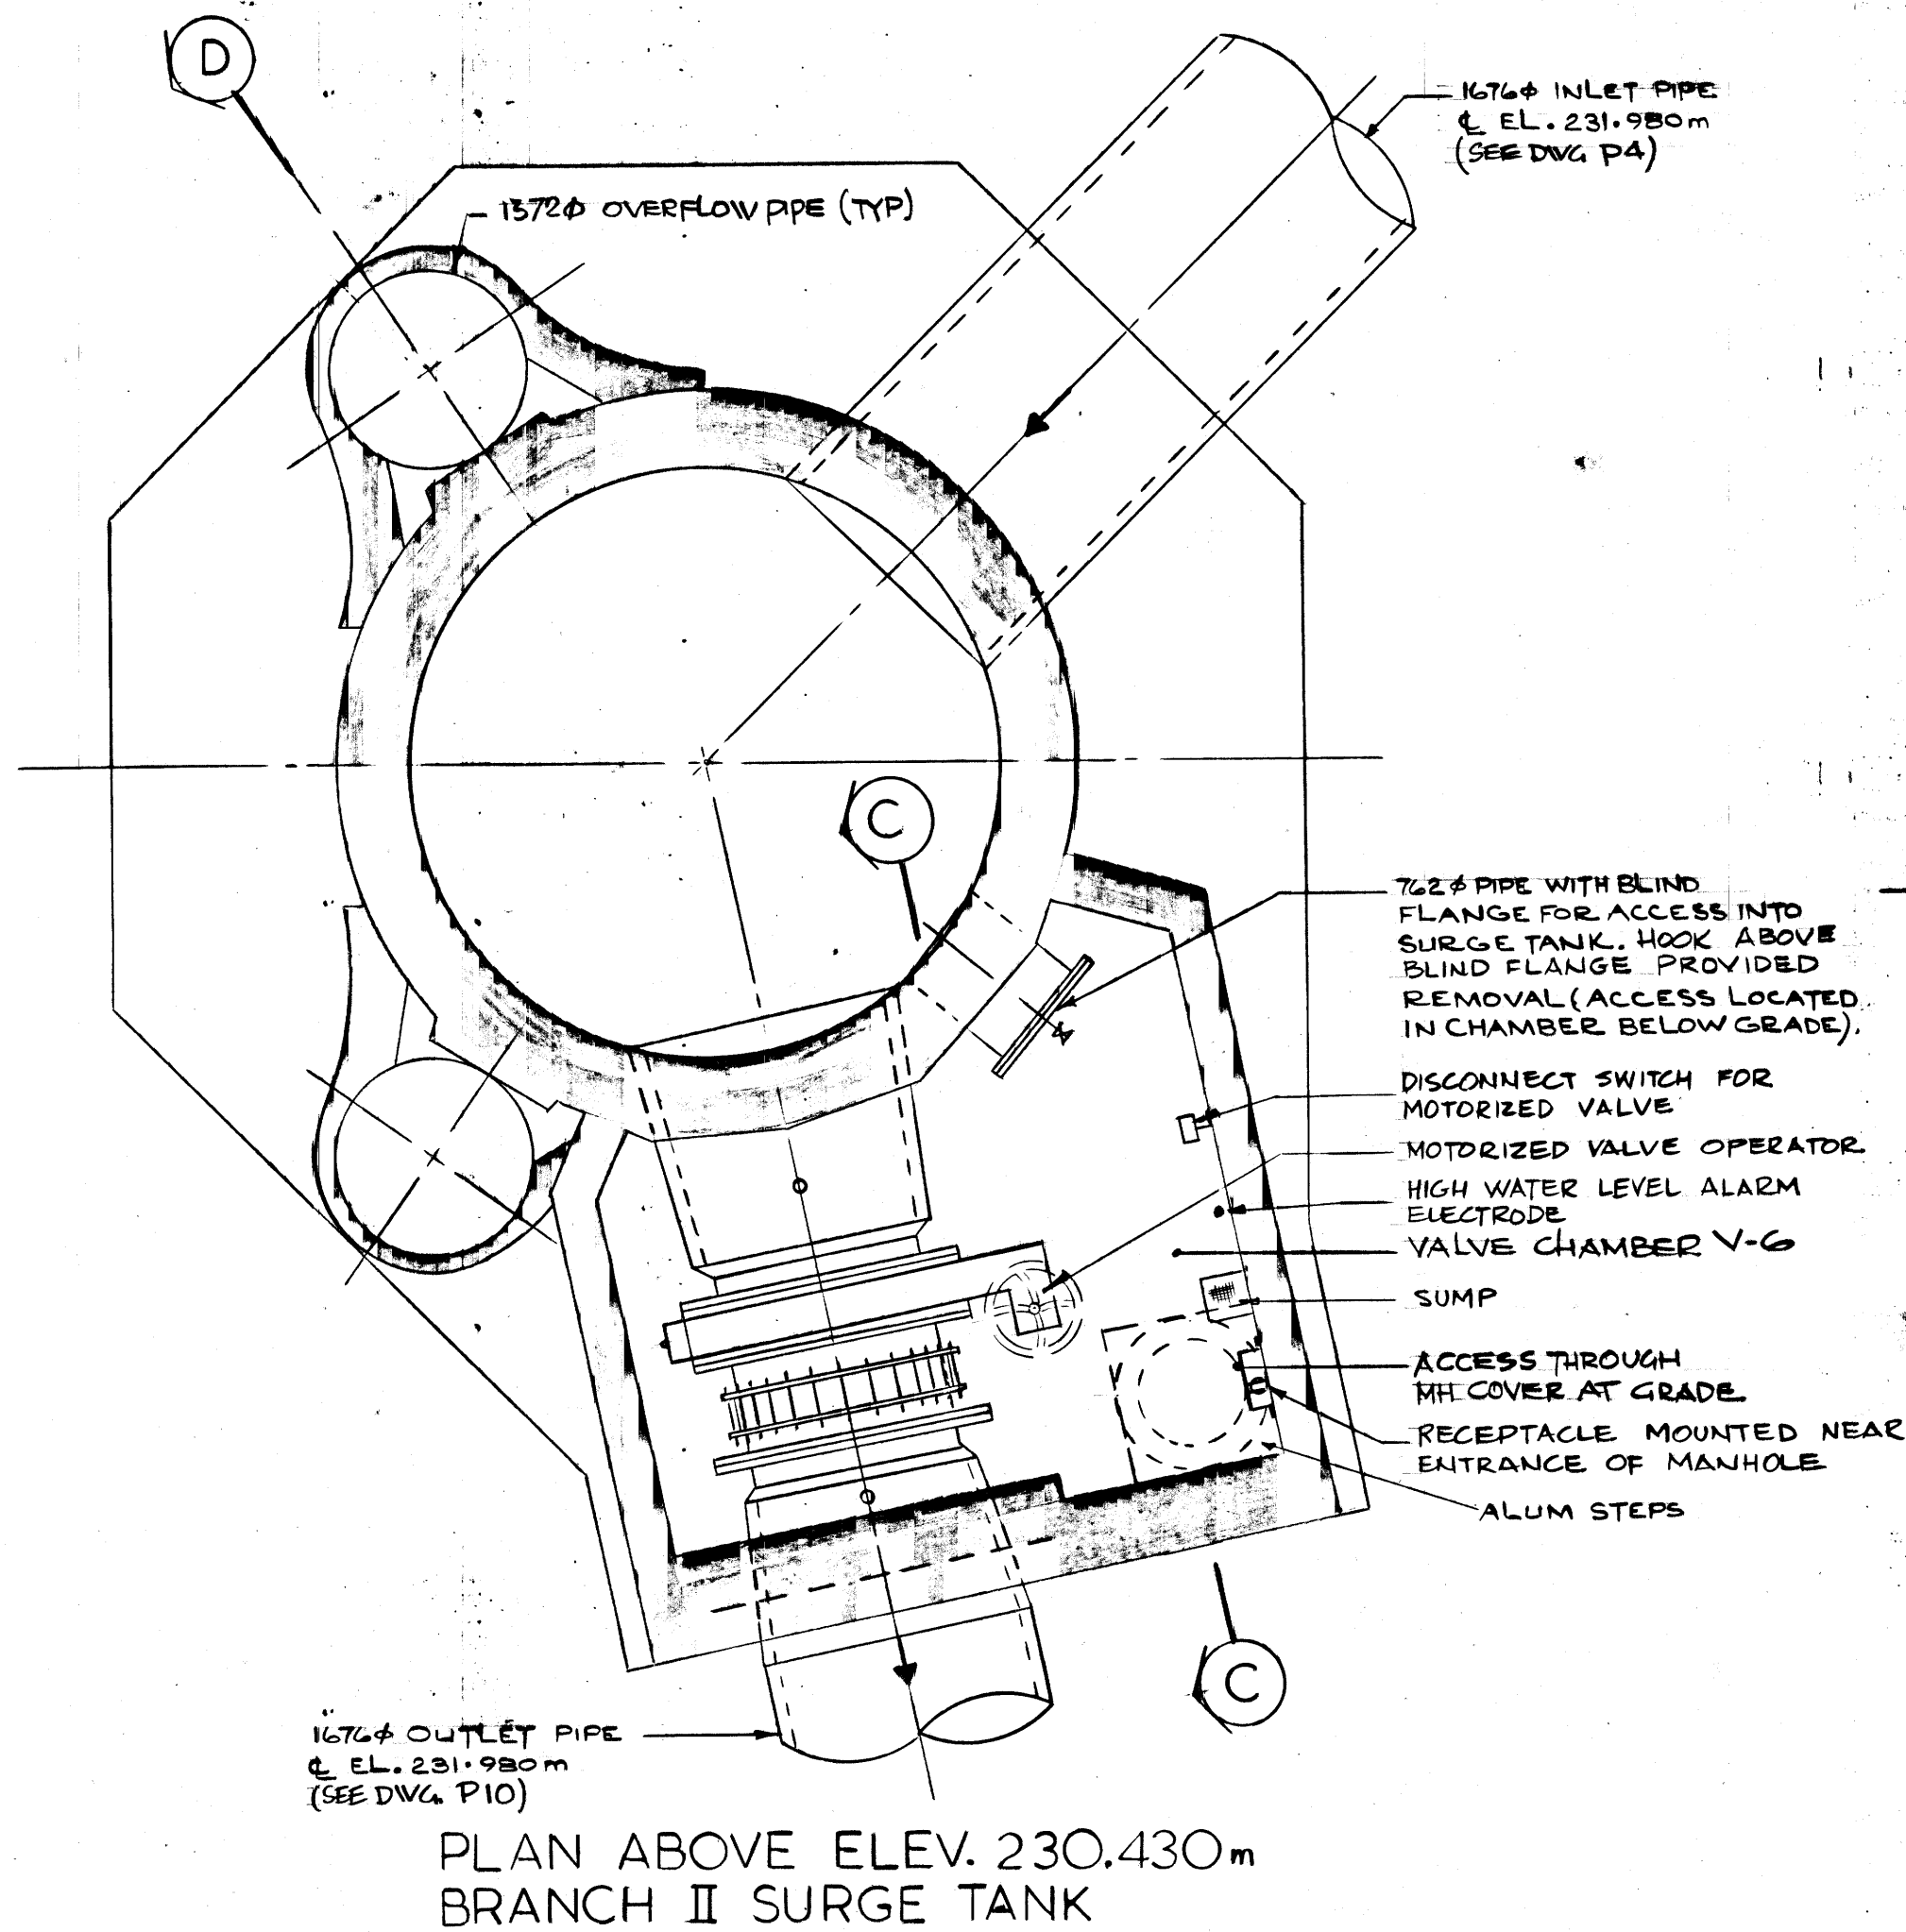 D
1676⌀ INLET PIPE
℄ EL. 231.980m
(SEE DWG P4)
1372⌀ OVERFLOW PIPE (TYP)
C
762⌀ PIPE WITH BLIND
FLANGE FOR ACCESS INTO
SURGE TANK. HOOK ABOVE
BLIND FLANGE PROVIDED
REMOVAL (ACCESS LOCATED
IN CHAMBER BELOW GRADE).
DISCONNECT SWITCH FOR
MOTORIZED VALVE
MOTORIZED VALVE OPERATOR
HIGH WATER LEVEL ALARM
ELECTRODE
VALVE CHAMBER V-6
SUMP
ACCESS THROUGH
MH COVER AT GRADE
RECEPTACLE MOUNTED NEAR
ENTRANCE OF MANHOLE
ALUM STEPS
C
1676⌀ OUTLET PIPE
℄ EL. 231.980m
(SEE DWG. P10)
PLAN ABOVE ELEV. 230.430m
BRANCH II SURGE TANK